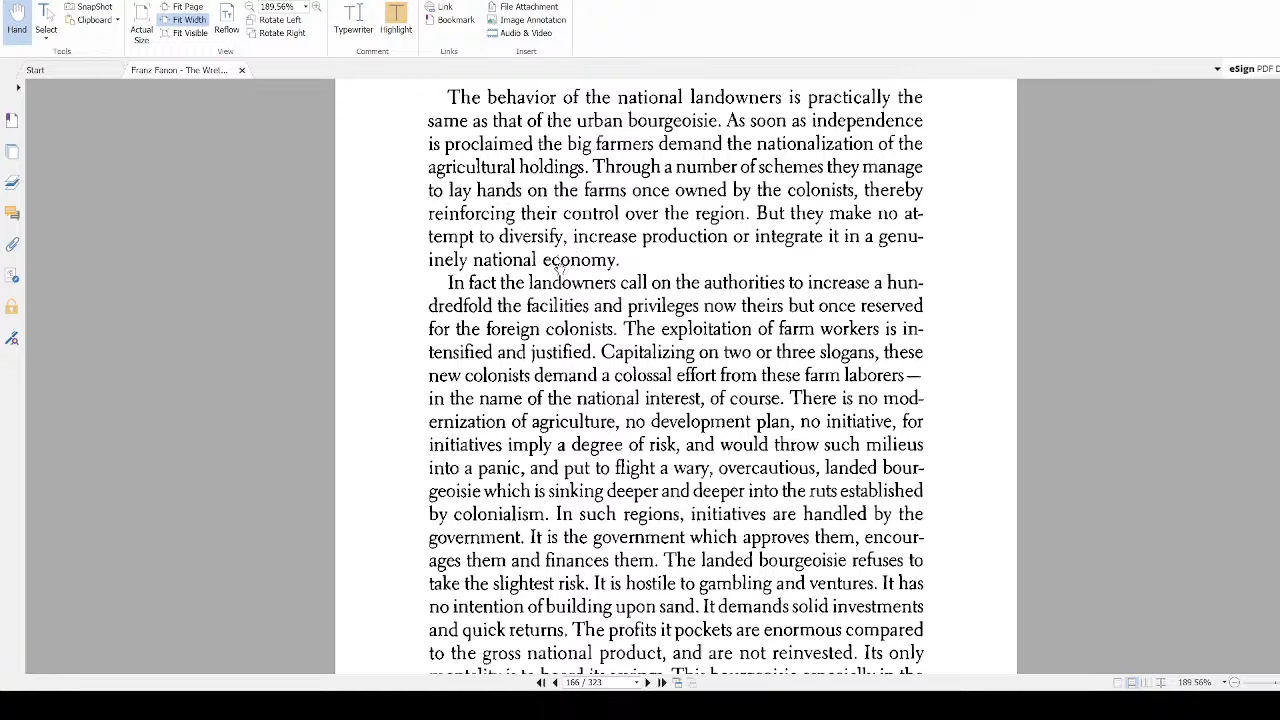 SnapShot
Fit Page
189.56%
Link
File Attachment
Clipboard
Fit Width
Rotate Left
Bookmark
Image Annotation
Hand
Select
Actual
Size
Fit Visible
Reflow
Rotate Right
Typewriter
Highlight
Audio & Video
Tools
View
Comment
Links
Insert
Start
Franz Fanon - The Wret...
eSign PDF D
The behavior of the national landowners is practically the
same as that of the urban bourgeoisie. As soon as independence
is proclaimed the big farmers demand the nationalization of the
agricultural holdings. Through a number of schemes they manage
to lay hands on the farms once owned by the colonists, thereby
reinforcing their control over the region. But they make no at-
tempt to diversify, increase production or integrate it in a genu-
inely national economy.
In fact the landowners call on the authorities to increase a hun-
dredfold the facilities and privileges now theirs but once reserved
for the foreign colonists. The exploitation of farm workers is in-
tensified and justified. Capitalizing on two or three slogans, these
new colonists demand a colossal effort from these farm laborers—
in the name of the national interest, of course. There is no mod-
ernization of agriculture, no development plan, no initiative, for
initiatives imply a degree of risk, and would throw such milieus
into a panic, and put to flight a wary, overcautious, landed bour-
geoisie which is sinking deeper and deeper into the ruts established
by colonialism. In such regions, initiatives are handled by the
government. It is the government which approves them, encour-
ages them and finances them. The landed bourgeoisie refuses to
take the slightest risk. It is hostile to gambling and ventures. It has
no intention of building upon sand. It demands solid investments
and quick returns. The profits it pockets are enormous compared
to the gross national product, and are not reinvested. Its only
166 / 323
189.56%